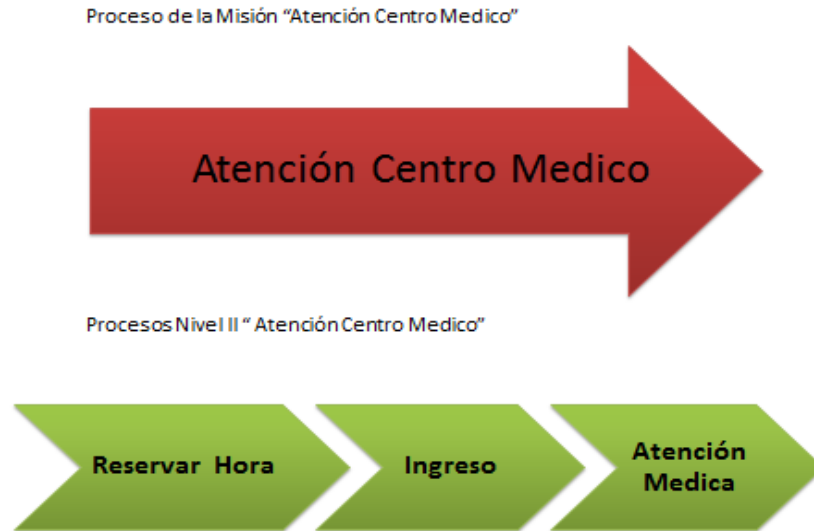 Proceso de la Misión “Atención Centro Medico”
Atención Centro Medico
Procesos Nivel II “ Atención Centro Medico”
Reservar Hora
Ingreso
Atención
Medica